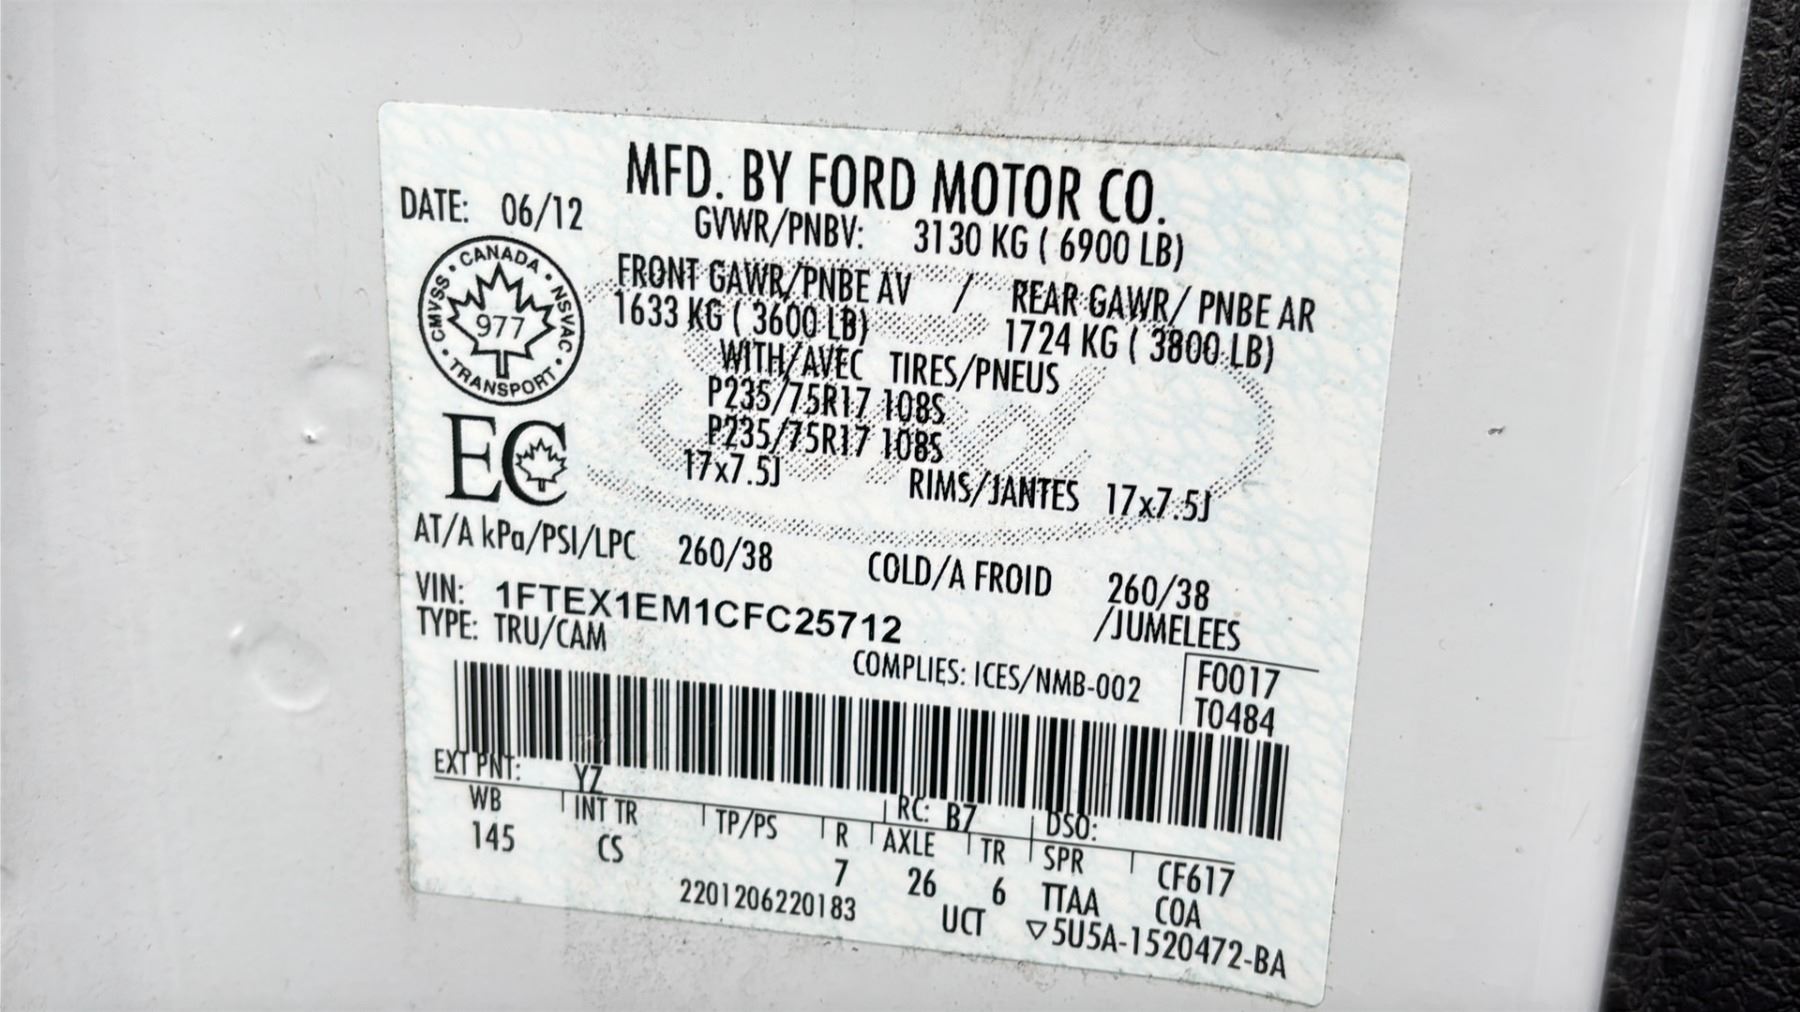 MFD. BY FORD MOTOR CO.
DATE: 06/12
GVWR/PNBV: 3130 KG ( 6900 LB)
FRONT GAWR/PNBE AV / REAR GAWR/ PNBE AR
1633 KG ( 3600 LB) 1724 KG ( 3800 LB)
WITH/AVEC TIRES/PNEUS
P235/75R17 108S
P235/75R17 108S
17x7.5J RIMS/JANTES 17x7.5J
CANADA • NSVAC • TRANSPORT • CMVSS •
977
EC
AT/A kPa/PSI/LPC 260/38 COLD/A FROID 260/38
VIN: 1FTEX1EM1CFC25712 /JUMELEES
TYPE: TRU/CAM
COMPLIES: ICES/NMB-002 F0017
T0484
EXT PNT: YZ RC: B7 DSO:
WB INT TR TP/PS R AXLE TR SPR CF617
145 CS 7 26 6 TTAA COA
2201206220183 UCT ▽5U5A-1520472-BA